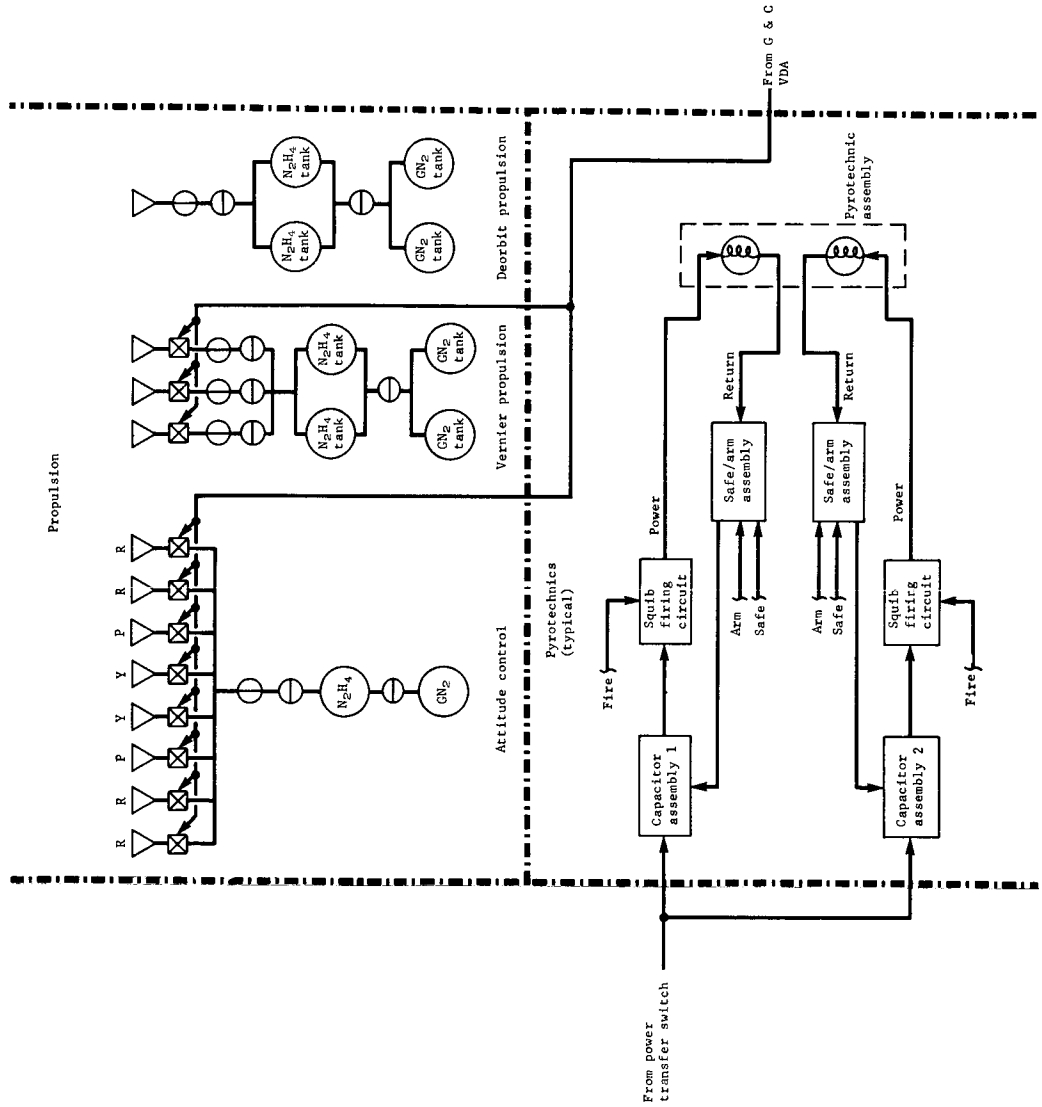 Propulsion
R
R
P
Y
Y
P
R
R
N2H4
GN2
Attitude control
N2H4
tank
N2H4
tank
GN2
tank
GN2
tank
Vernier propulsion
N2H4
tank
N2H4
tank
GN2
tank
GN2
tank
Deorbit propulsion
From G & C
VDA
Pyrotechnics
(typical)
From power
transfer switch
Capacitor
assembly 1
Fire
Squib
firing
circuit
Power
Arm
Safe
Safe/arm
assembly
Return
Pyrotechnic
assembly
Capacitor
assembly 2
Fire
Squib
firing
circuit
Power
Arm
Safe
Safe/arm
assembly
Return